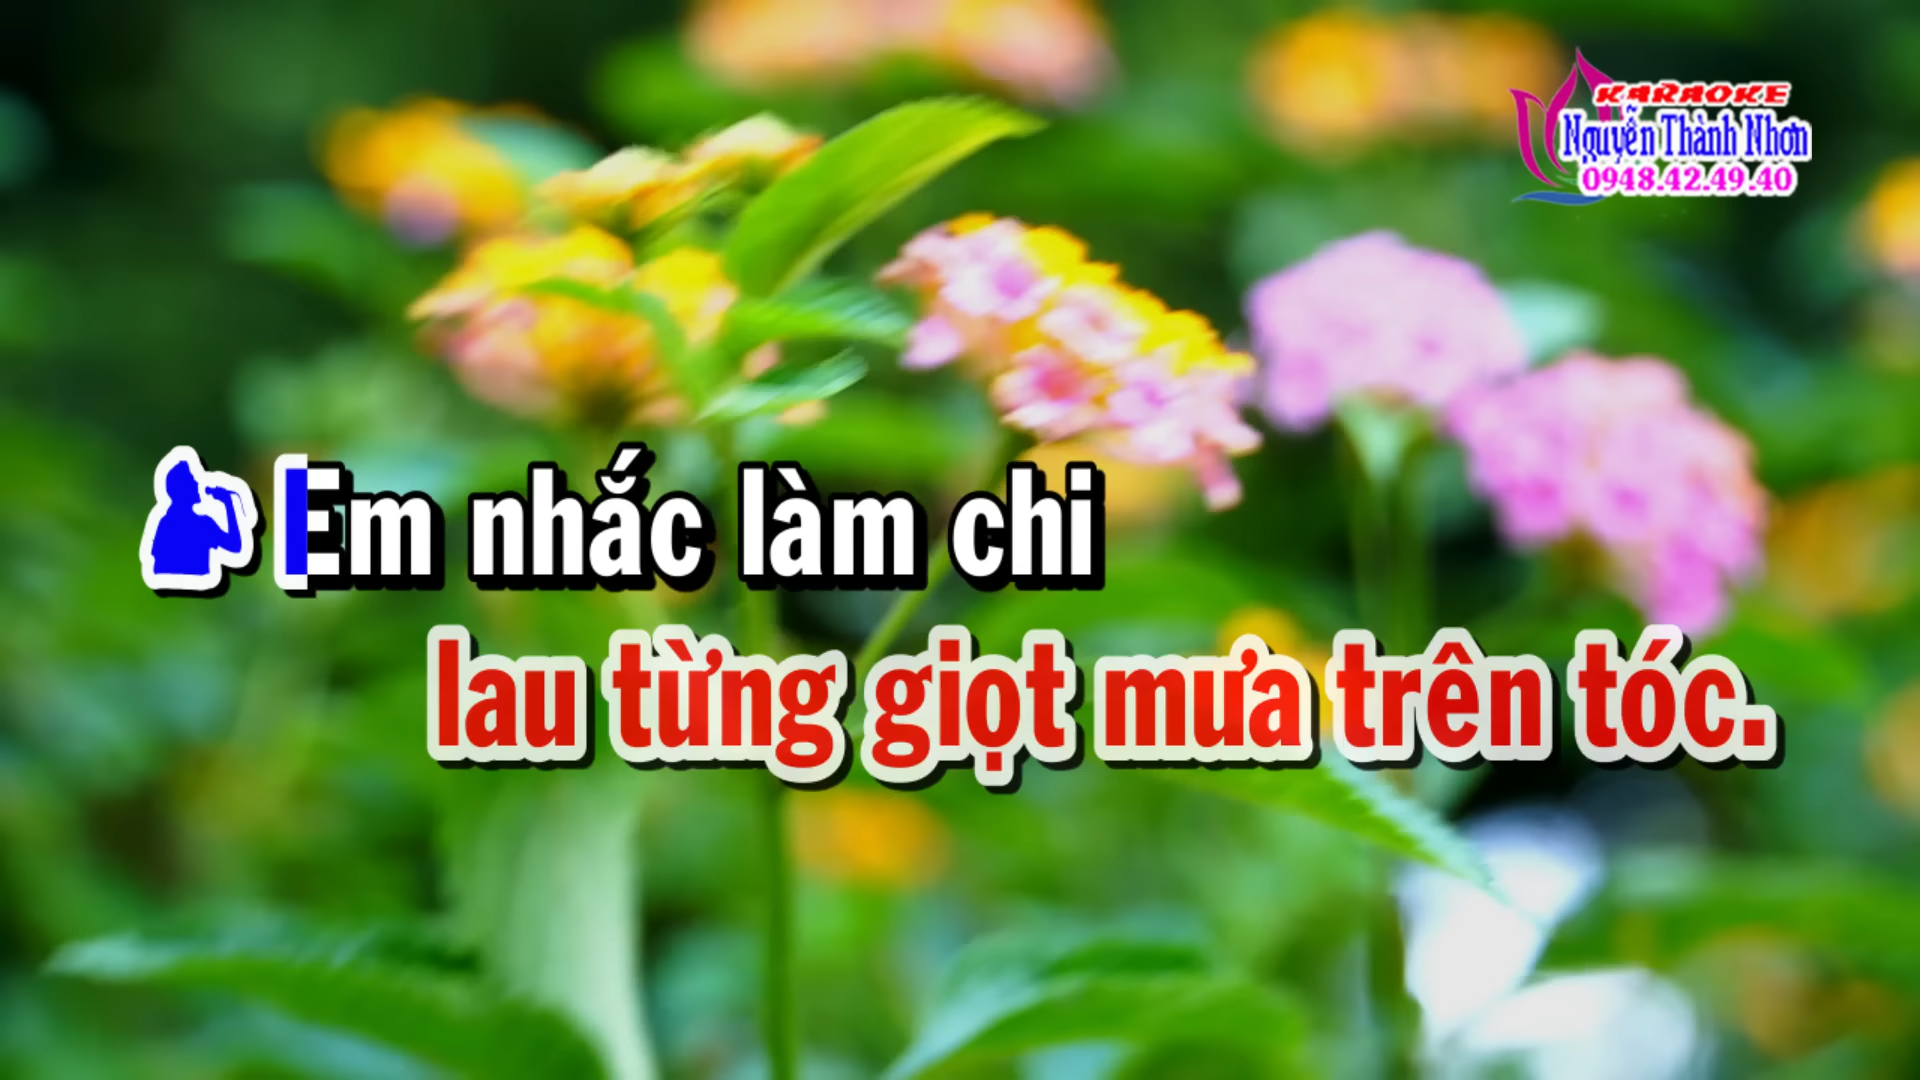 KARAOKE
Nguyễn Thành Nhơn
0948.42.49.40
Em nhắc làm chi
lau từng giọt mưa trên tóc.